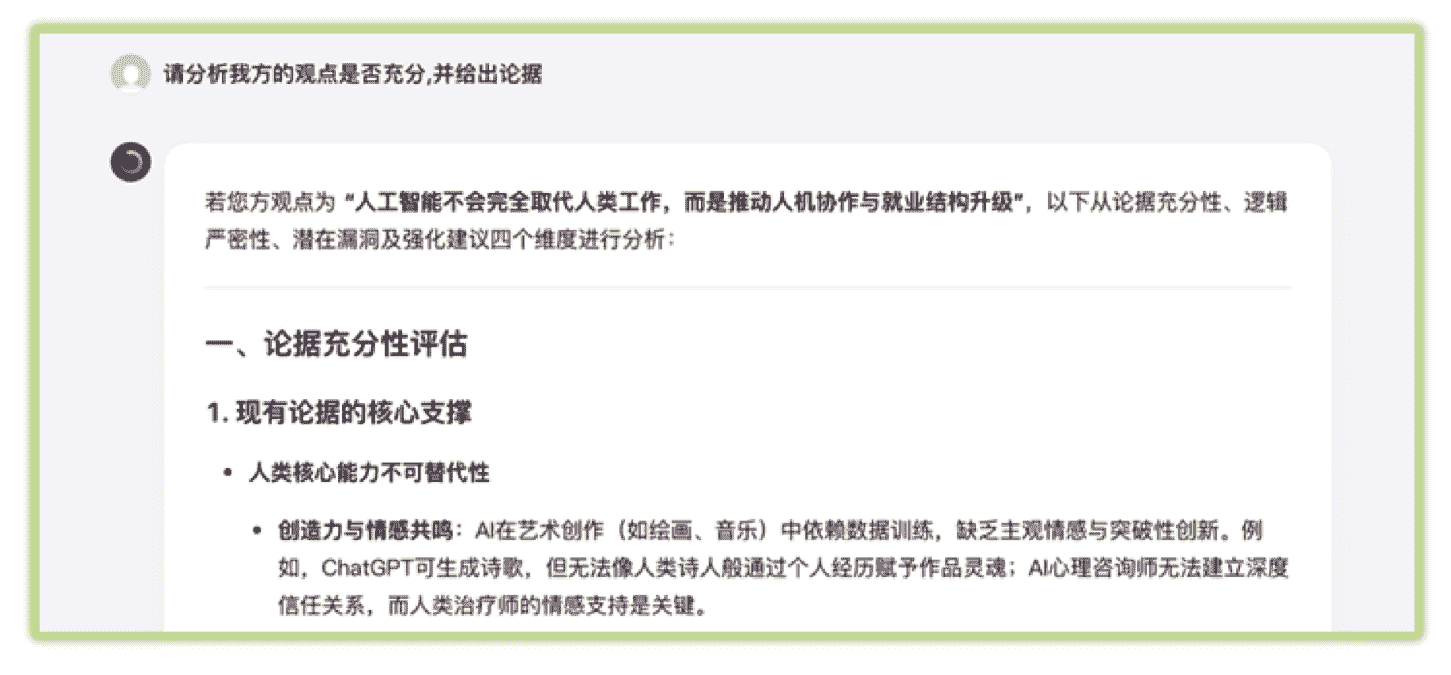 请分析我方的观点是否充分,并给出论据
若您方观点为 “人工智能不会完全取代人类工作，而是推动人机协作与就业结构升级”，以下从论据充分性、逻辑
严密性、潜在漏洞及强化建议四个维度进行分析：
一、论据充分性评估
1. 现有论据的核心支撑
• 人类核心能力不可替代性
• 创造力与情感共鸣：AI在艺术创作（如绘画、音乐）中依赖数据训练，缺乏主观情感与突破性创新。例
如，ChatGPT可生成诗歌，但无法像人类诗人般通过个人经历赋予作品灵魂；AI心理咨询师无法建立深度
信任关系，而人类治疗师的情感支持是关键。